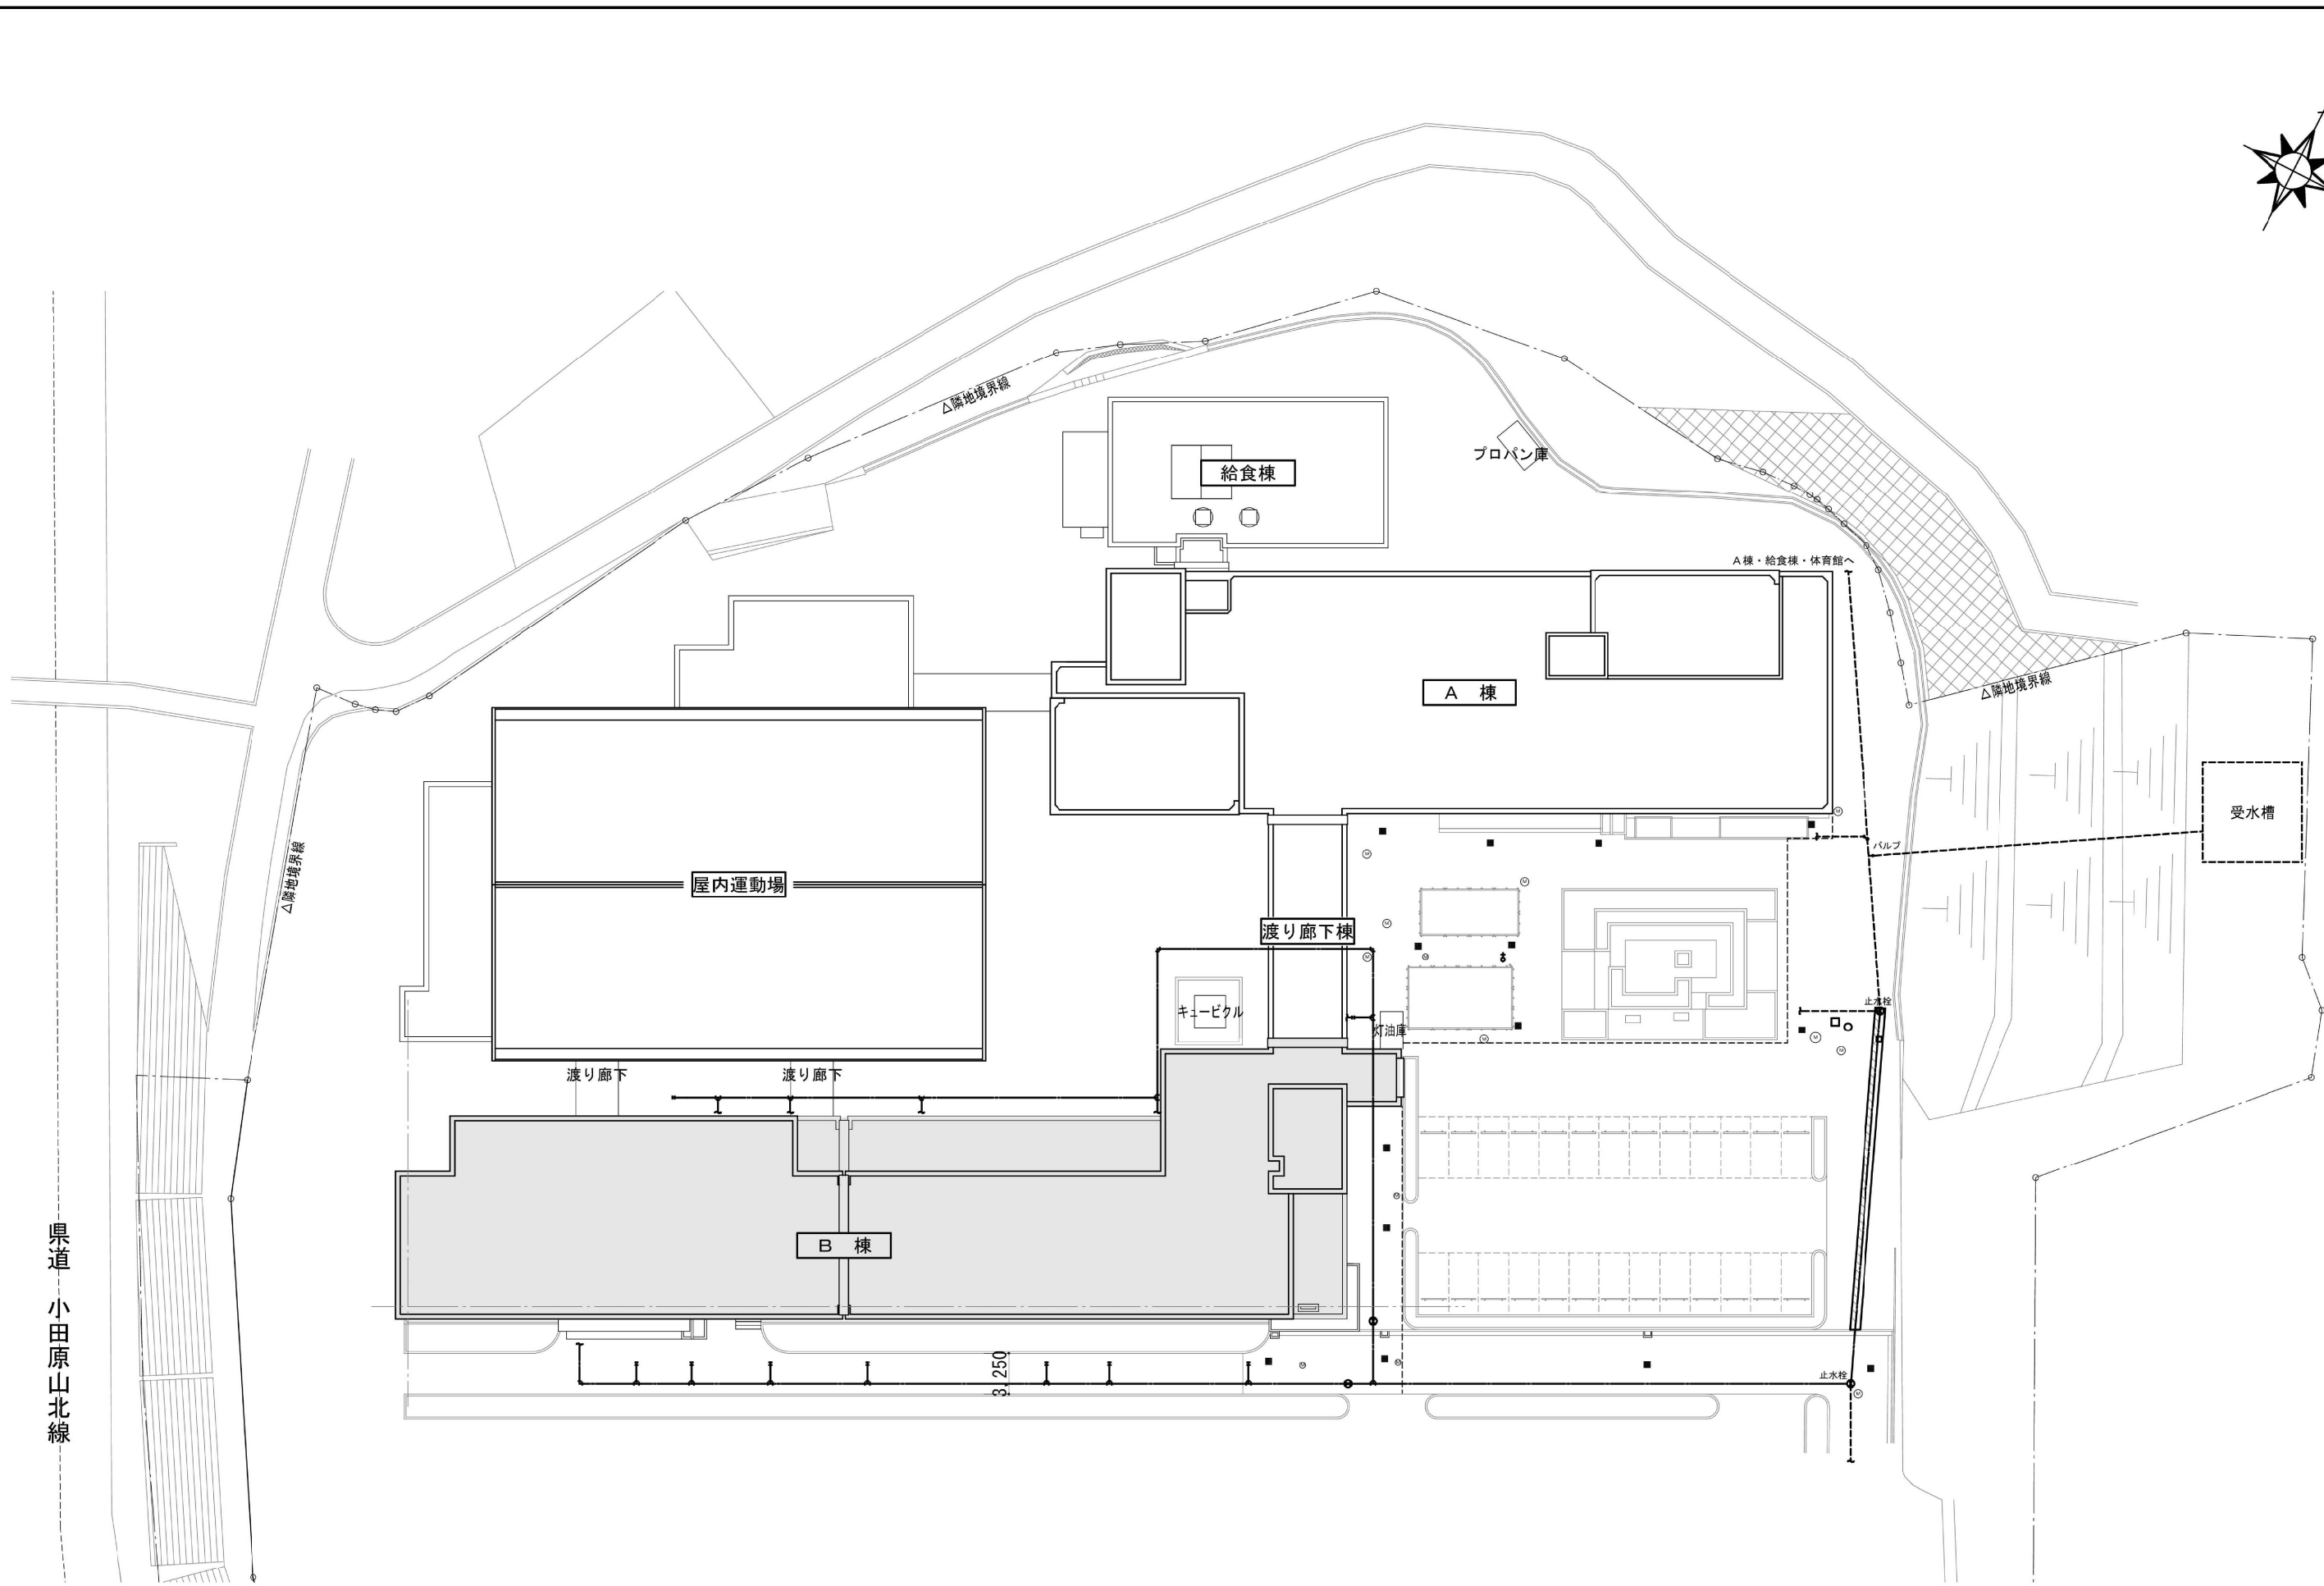 △隣地境界線
プロパン庫
給食棟
A棟・給食棟・体育館へ
△隣地境界線
A 棟
受水槽
バルブ
△隣地境界線
屋内運動場
渡り廊下棟
キュービクル
止水栓
灯油庫
渡り廊下
渡り廊下
B 棟
県道 小田原山北線
3,250
止水栓